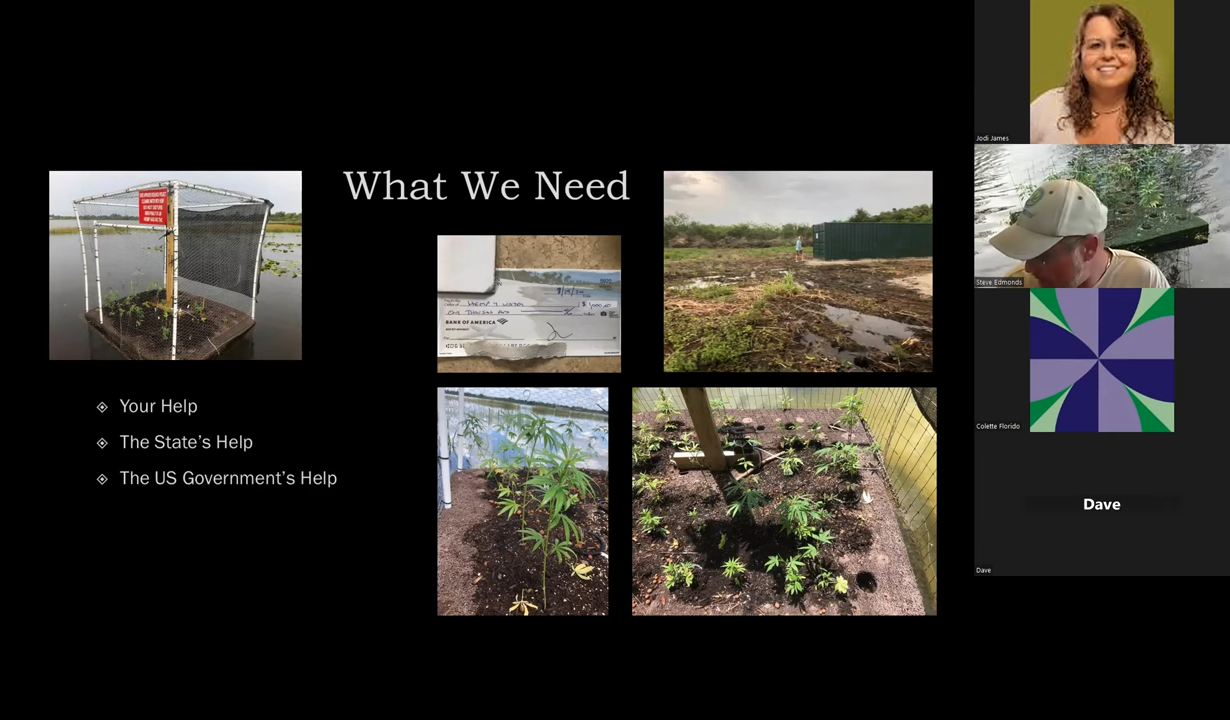 What We Need
BANK OF AMERICA
Your Help
The State's Help
The US Government's Help
Jodi James
Steve Edmonds
Colette Florido
Dave
Dave